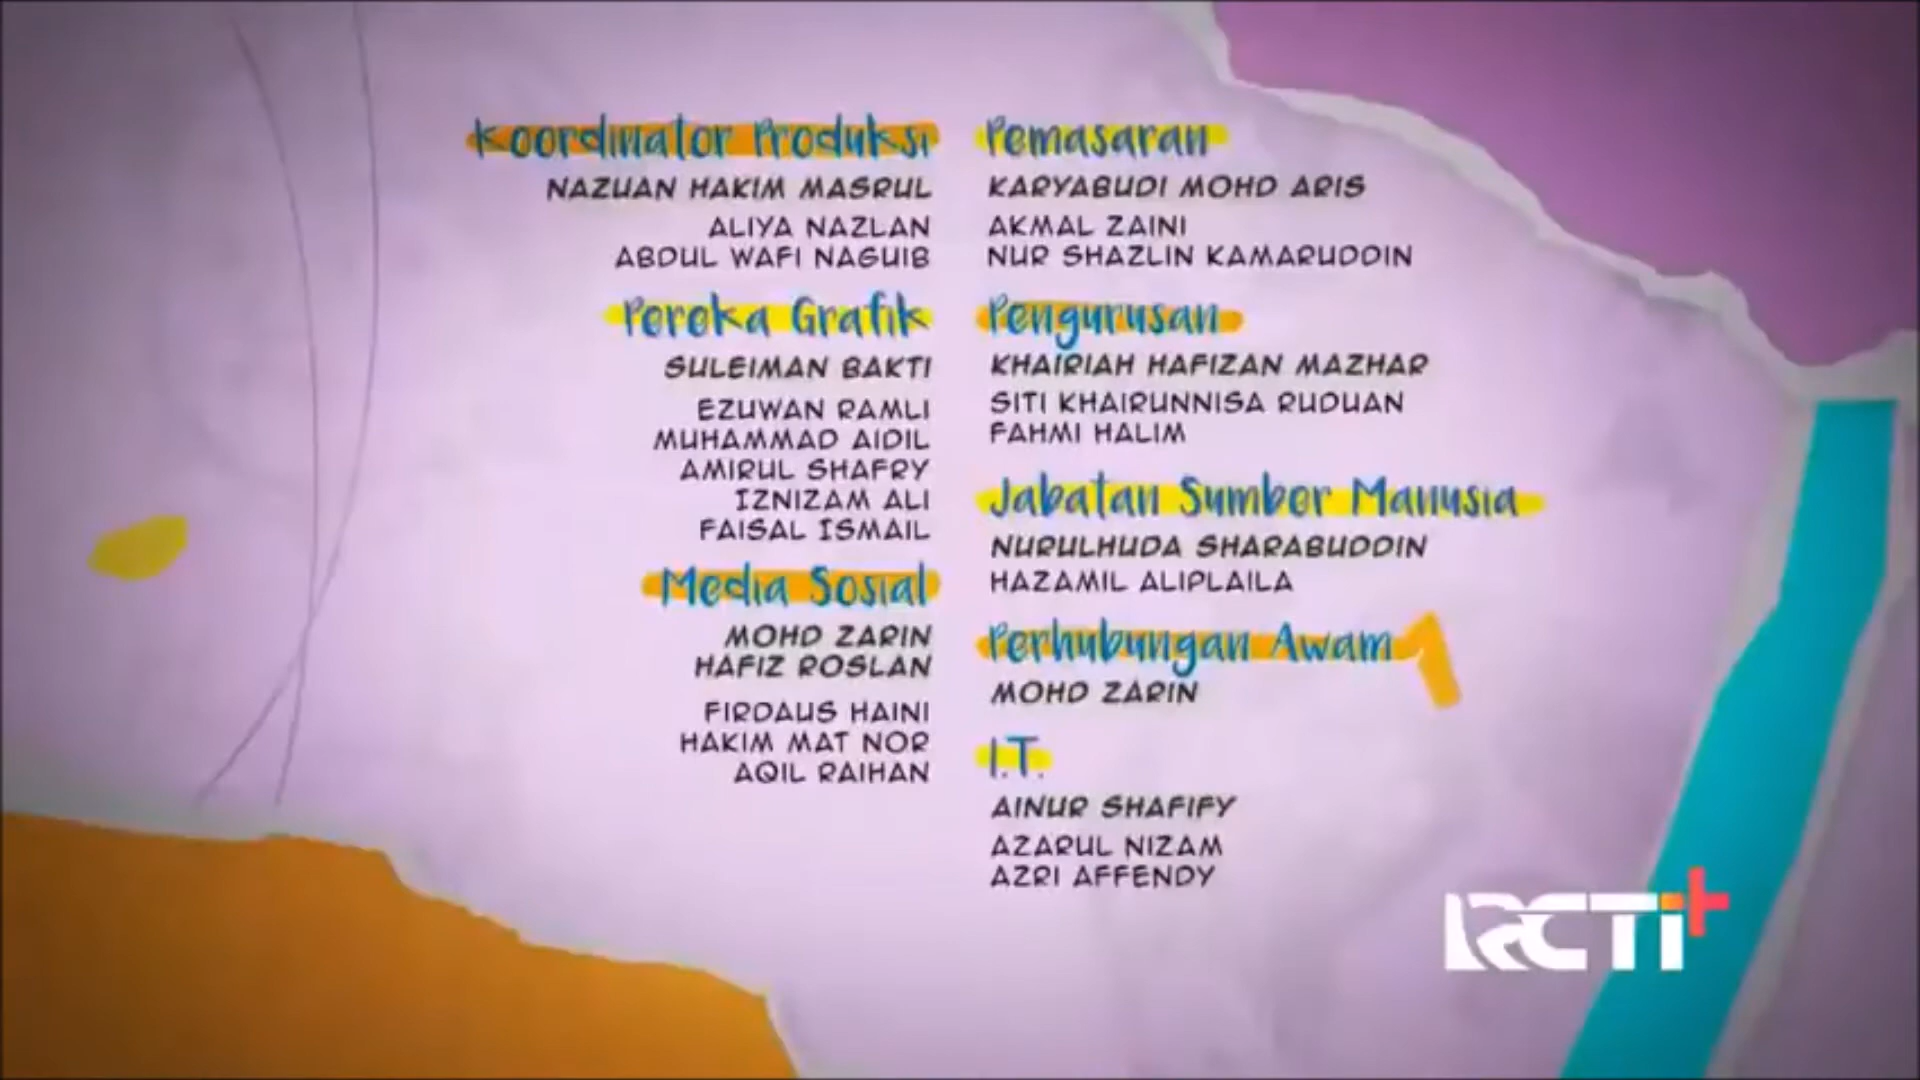 Koordinator Produksi
NAZUAN HAKIM MASRUL
ALIYA NAZLAN
ABDUL WAFI NAGUIB
Pereka Grafik
SULEIMAN BAKTI
EZUWAN RAMLI
MUHAMMAD AIDIL
AMIRUL SHAFRY
IZNIZAM ALI
FAISAL ISMAIL
Media Sosial
MOHD ZARIN
HAFIZ ROSLAN
FIRDAUS HAINI
HAKIM MAT NOR
AQIL RAIHAN
Pemasaran
KARYABUDI MOHD ARIS
AKMAL ZAINI
NUR SHAZLIN KAMARUDDIN
Pengurusan
KHAIRIAH HAFIZAN MAZHAR
SITI KHAIRUNNISA RUDUAN
FAHMI HALIM
Jabatan Sumber Manusia
NURULHUDA SHARABUDDIN
HAZAMIL ALIPLAILA
Perhubungan Awam
MOHD ZARIN
I.T.
AINUR SHAFIFY
AZARUL NIZAM
AZRI AFFENDY
RCTI+